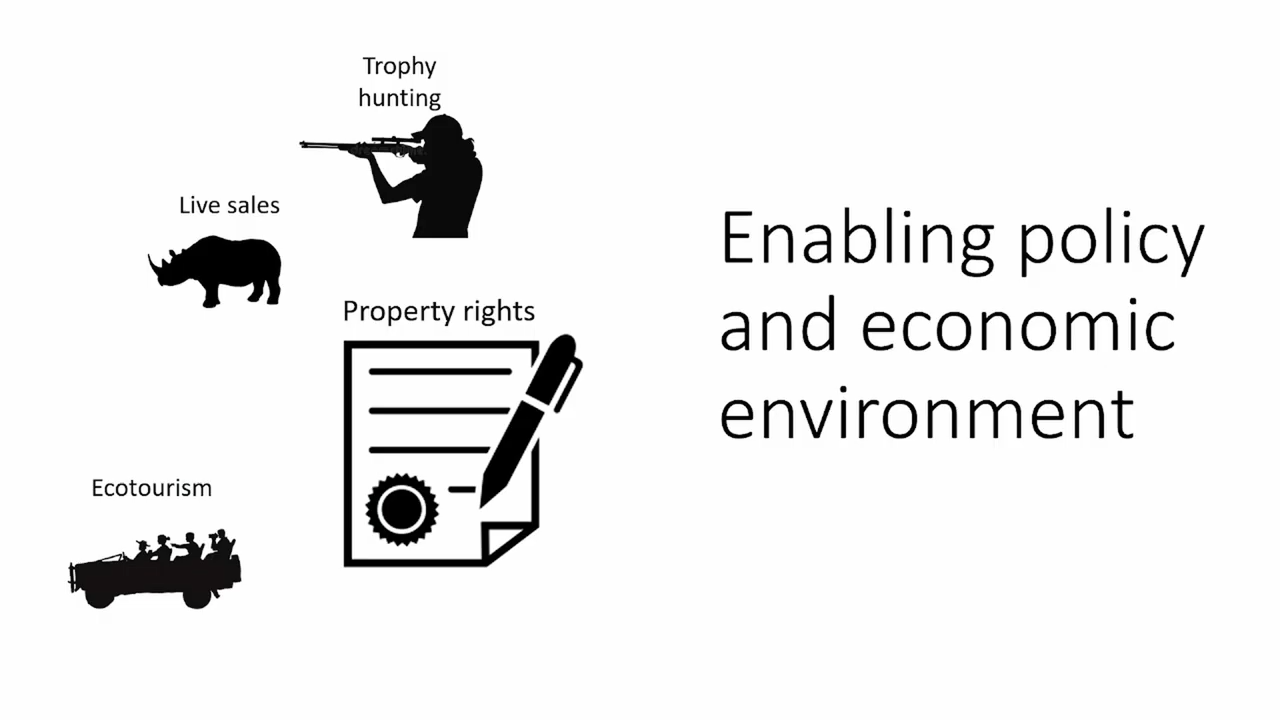 Trophy
hunting
Live sales
Property rights
Ecotourism
Enabling policy
and economic
environment